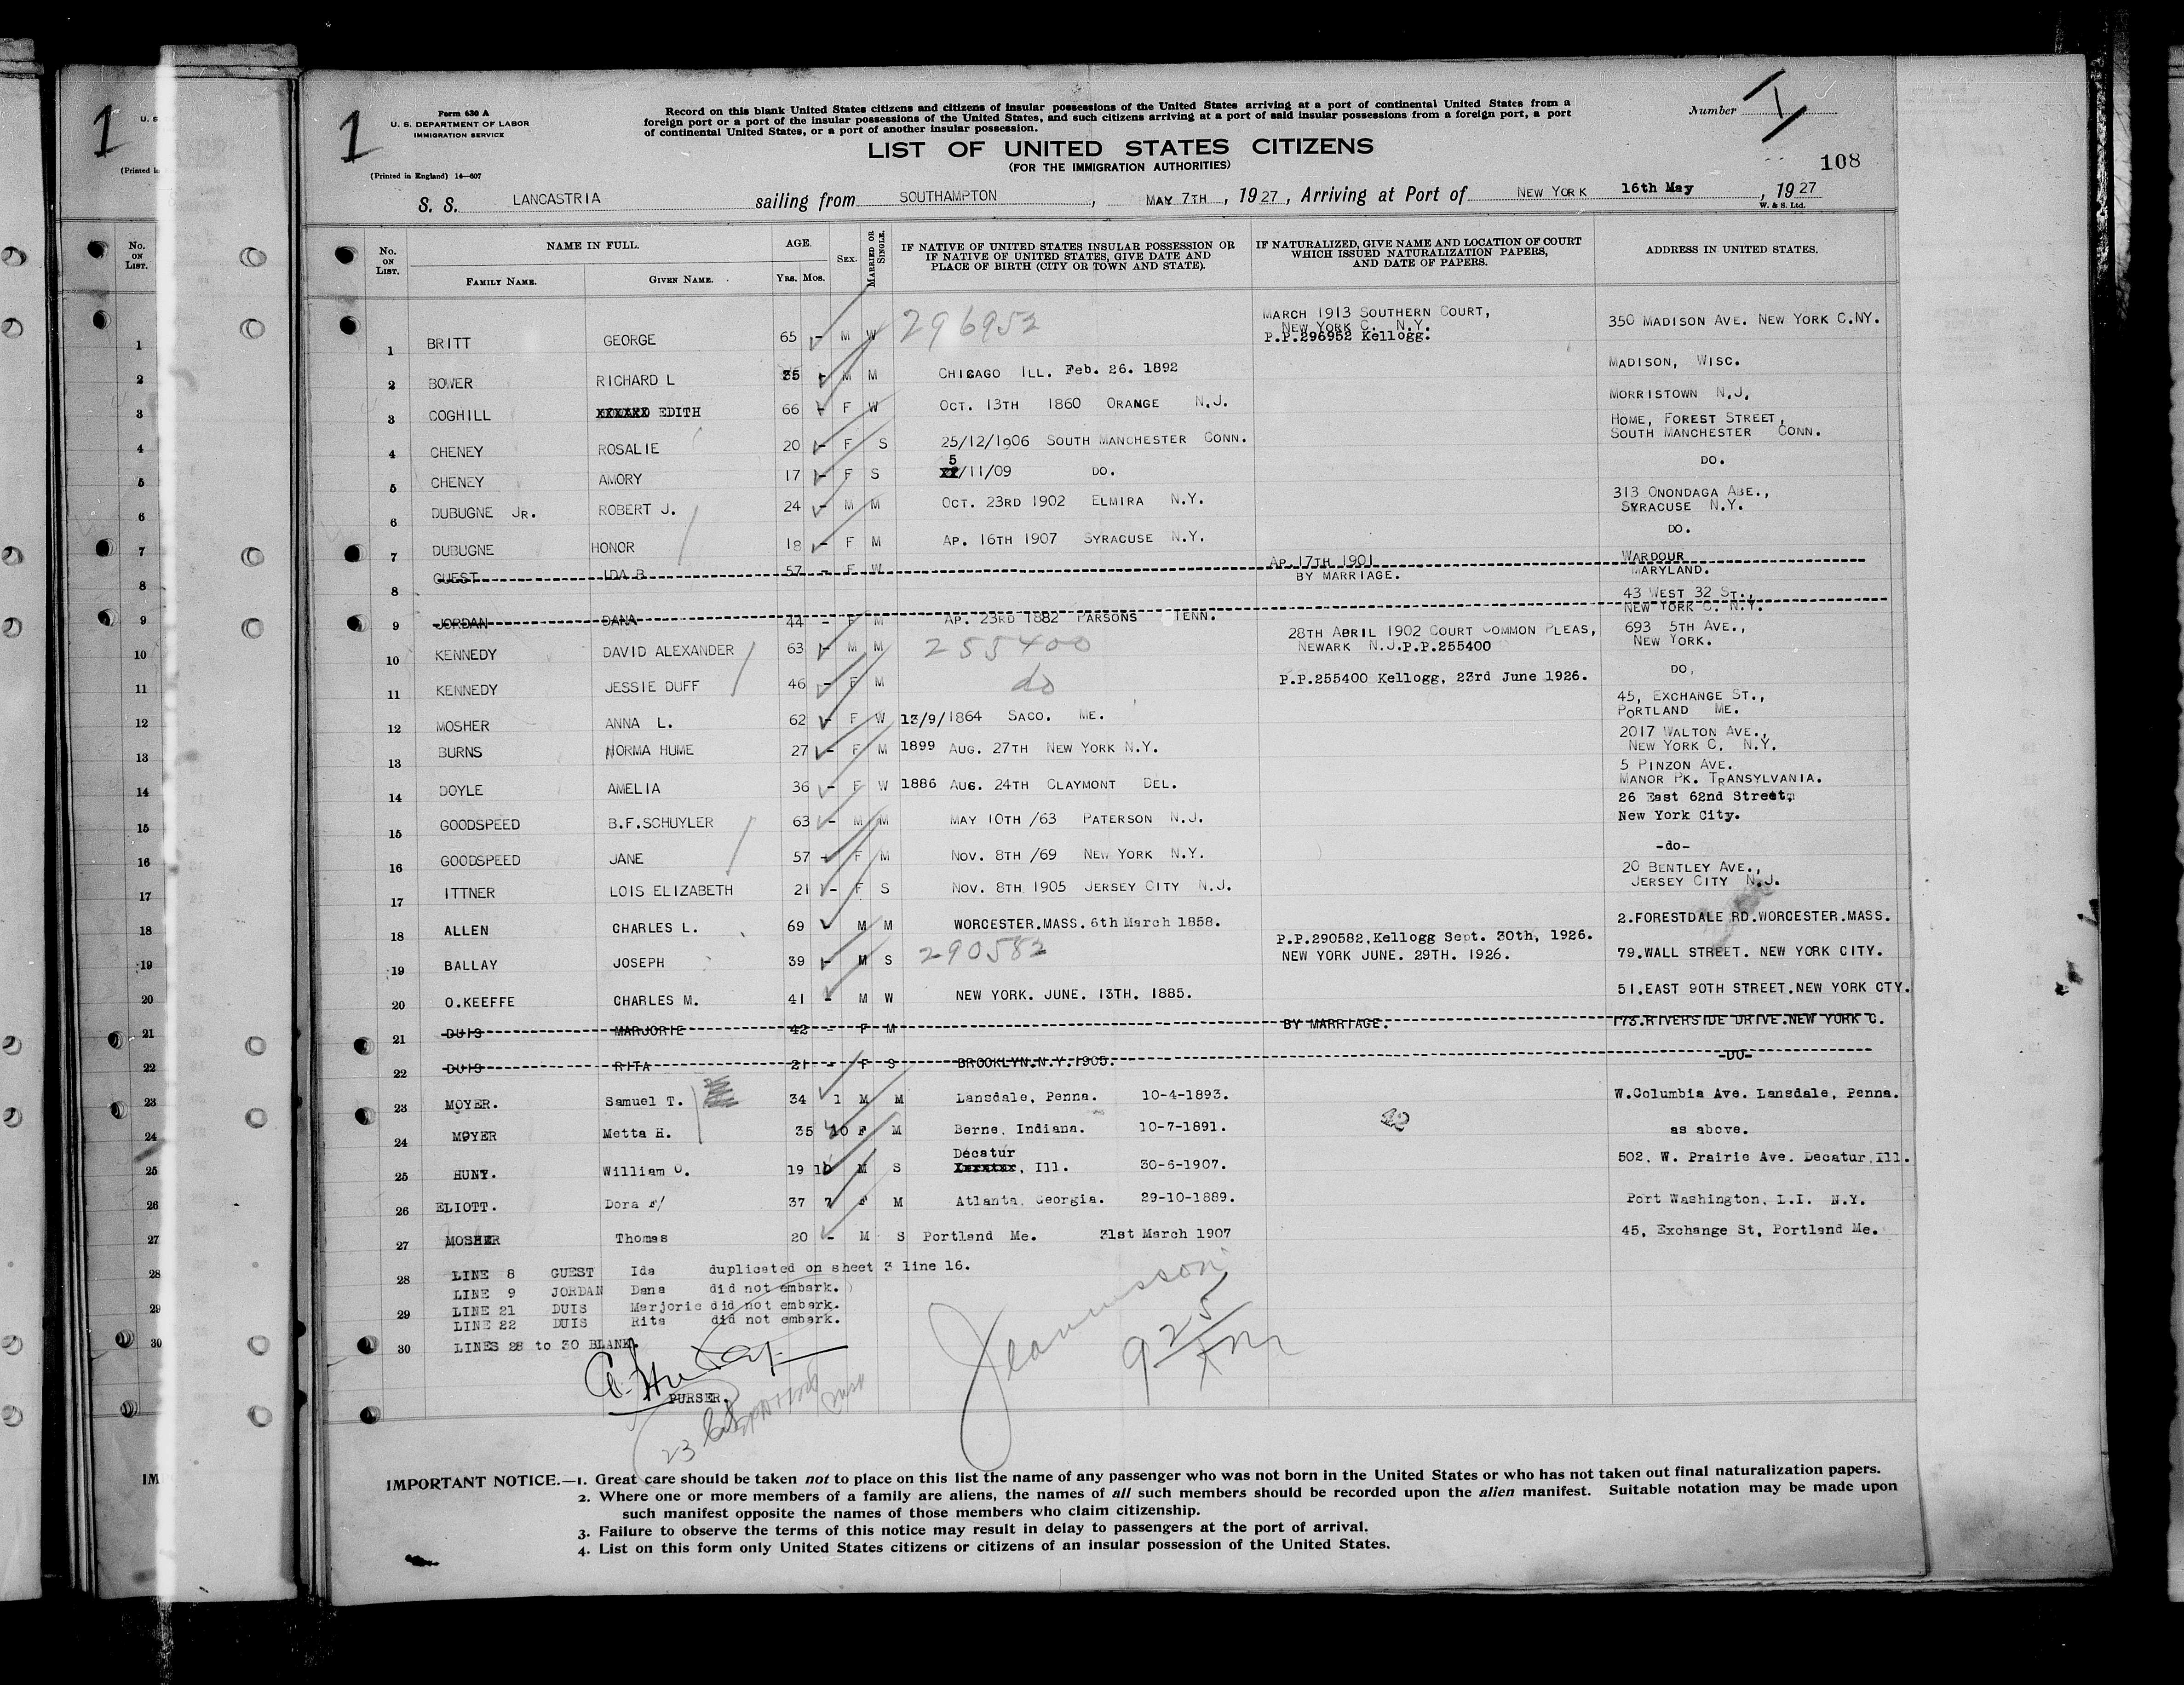 1
Form 630 A
U. S. DEPARTMENT OF LABOR
IMMIGRATION SERVICE
(Printed in England) 14—607
Record on this blank United States citizens and citizens of insular possessions of the United States arriving at a port of continental United States from a
foreign port or a port of the insular possessions of the United States, and such citizens arriving at a port of said insular possessions from a foreign port, a port
of continental United States, or a port of another insular possession.
Number I
LIST OF UNITED STATES CITIZENS
(FOR THE IMMIGRATION AUTHORITIES)
108
S. S. LANCASTRIA sailing from SOUTHAMPTON, MAY 7TH, 1927, Arriving at Port of NEW YORK 16th May, 1927
W. & S. Ltd.
No. ON LIST. NAME IN FULL. FAMILY NAME. GIVEN NAME. AGE. Yrs. Mos. SEX. MARRIED OR SINGLE. IF NATIVE OF UNITED STATES INSULAR POSSESSION OR IF NATIVE OF UNITED STATES, GIVE DATE AND PLACE OF BIRTH (CITY OR TOWN AND STATE). IF NATURALIZED, GIVE NAME AND LOCATION OF COURT WHICH ISSUED NATURALIZATION PAPERS, AND DATE OF PAPERS. ADDRESS IN UNITED STATES.
1 BRITT GEORGE 65 - M W 296952 MARCH 1913 SOUTHERN COURT, NEW YORK C. N.Y. P.P.296952 Kellogg. 350 MADISON AVE. NEW YORK C.NY.
2 BOWER RICHARD L 35 - M M CHICAGO ILL. Feb. 26. 1892 MADISON, WISC.
3 COGHILL EDITH 66 - F W OCT. 13TH 1860 ORANGE N.J. MORRISTOWN N.J.
4 CHENEY ROSALIE 20 - F S 25/12/1906 SOUTH MANCHESTER CONN. HOME, FOREST STREET, SOUTH MANCHESTER CONN.
5 CHENEY AMORY 17 - F S 5/11/09 DO. DO.
6 DUBUGNE JR. ROBERT J. 24 - M M OCT. 23RD 1902 ELMIRA N.Y. 313 ONONDAGA ABE., SYRACUSE N.Y.
7 DUBUGNE HONOR 18 - F M AP. 16TH 1907 SYRACUSE N.Y. DO.
8 GUEST IDA B 57 - F W AP. 17TH 1901 BY MARRIAGE. WARDOUR MARYLAND.
9 JORDAN DANA 44 - F M AP. 23RD 1882 PARSONS TENN. 43 WEST 32 ST., NEW YORK C. N.Y.
10 KENNEDY DAVID ALEXANDER 63 - M M 255400 28TH ABRIL 1902 COURT COMMON PLEAS, NEWARK N.J.P.P.255400 693 5TH AVE., NEW YORK.
11 KENNEDY JESSIE DUFF 46 - F M do P.P.255400 Kellogg, 23rd June 1926. DO,
12 MOSHER ANNA L. 62 - F W 13/9/1864 SACO. ME. 45, EXCHANGE ST., PORTLAND ME.
13 BURNS NORMA HUME 27 - F M 1899 AUG. 27TH NEW YORK N.Y. 2017 WALTON AVE., NEW YORK C. N.Y.
14 DOYLE AMELIA 36 - F W 1886 AUG. 24TH CLAYMONT DEL. 5 PINZON AVE. MANOR PK. TRANSYLVANIA.
15 GOODSPEED B.F.SCHUYLER 63 - M M MAY 10TH /63 PATERSON N.J. 26 East 62nd Street, New York City.
16 GOODSPEED JANE 57 - F M NOV. 8TH /69 NEW YORK N.Y. -do-
17 ITTNER LOIS ELIZABETH 21 - F S NOV. 8TH 1905 JERSEY CITY N.J. 20 BENTLEY AVE., JERSEY CITY N.J.
18 ALLEN CHARLES L. 69 M M WORCESTER.MASS. 6th March 1858. 2.FORESTDALE RD.WORCESTER.MASS.
19 BALLAY JOSEPH 39 - M S 290582 P.P.290582,Kellogg Sept. 30th, 1926. NEW YORK JUNE. 29TH. 1926. 79.WALL STREET. NEW YORK CITY.
20 O.KEEFFE CHARLES M. 41 - M W NEW YORK. JUNE. 13TH. 1885. 51.EAST 90TH STREET.NEW YORK CTY.
21 DUIS MARJORIE 42 - F M BY MARRIAGE. 173.RIVERSIDE DRIVE.NEW YORK C.
22 DUIS RITA 21 - F S BROOKLYN.N.Y.1905. -DO-
23 MOYER. Samuel T. 34 1 M M Lansdale, Penna. 10-4-1893. W.Columbia Ave. Lansdale, Penna.
24 MOYER Metta H. 35 10 F M Berne, Indiana. 10-7-1891. as above.
25 HUNT. William O. 19 10 M S Decatur, Ill. 30-6-1907. 502, W. Prairie Ave. Decatur,Ill.
26 ELIOTT. Dora F/ 37 7 F M Atlanta, Georgia. 29-10-1889. Port Washington, L.I. N.Y.
27 MOSHER Thomas 20 - M S Portland Me. 31st March 1907 45, Exchange St, Portland Me.
28 LINE 8 GUEST Ida duplicated on sheet 3 line 16.
LINE 9 JORDAN Dana did not embark.
29 LINE 21 DUIS Marjorie did not embark.
LINE 22 DUIS Rita did not embark.
30 LINES 28 to 30 BLANK.
PURSER.
23
925
IMPORTANT NOTICE.—1. Great care should be taken not to place on this list the name of any passenger who was not born in the United States or who has not taken out final naturalization papers.
2. Where one or more members of a family are aliens, the names of all such members should be recorded upon the alien manifest. Suitable notation may be made upon
such manifest opposite the names of those members who claim citizenship.
3. Failure to observe the terms of this notice may result in delay to passengers at the port of arrival.
4. List on this form only United States citizens or citizens of an insular possession of the United States.